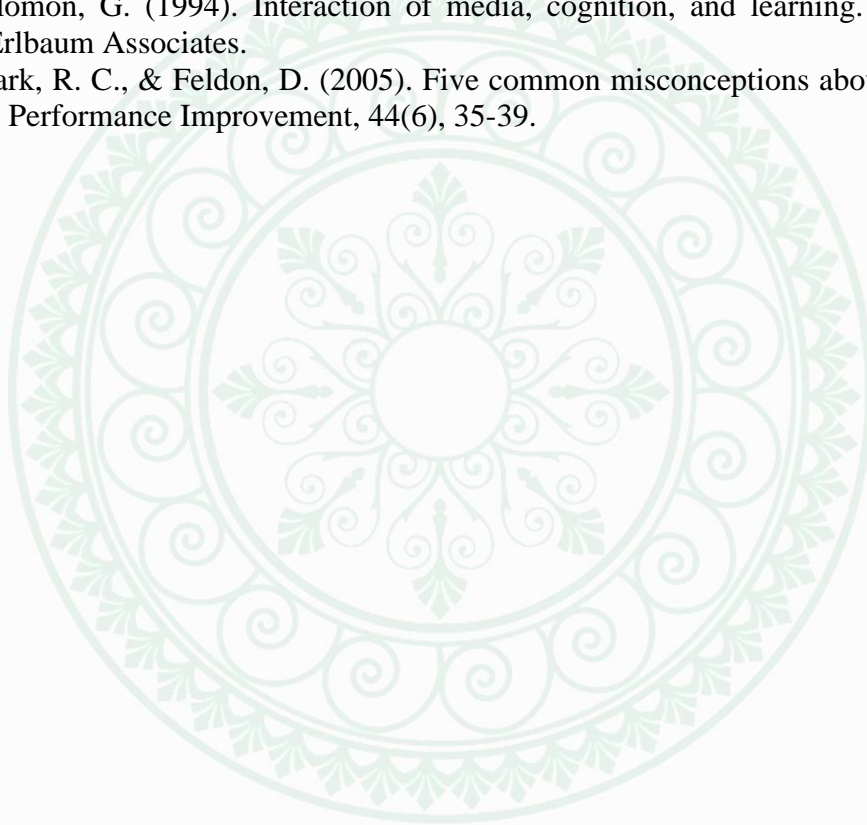 lomon, G. (1994). Interaction of media, cognition, and learning.
Erlbaum Associates.
ark, R. C., & Feldon, D. (2005). Five common misconceptions abo
Performance Improvement, 44(6), 35-39.